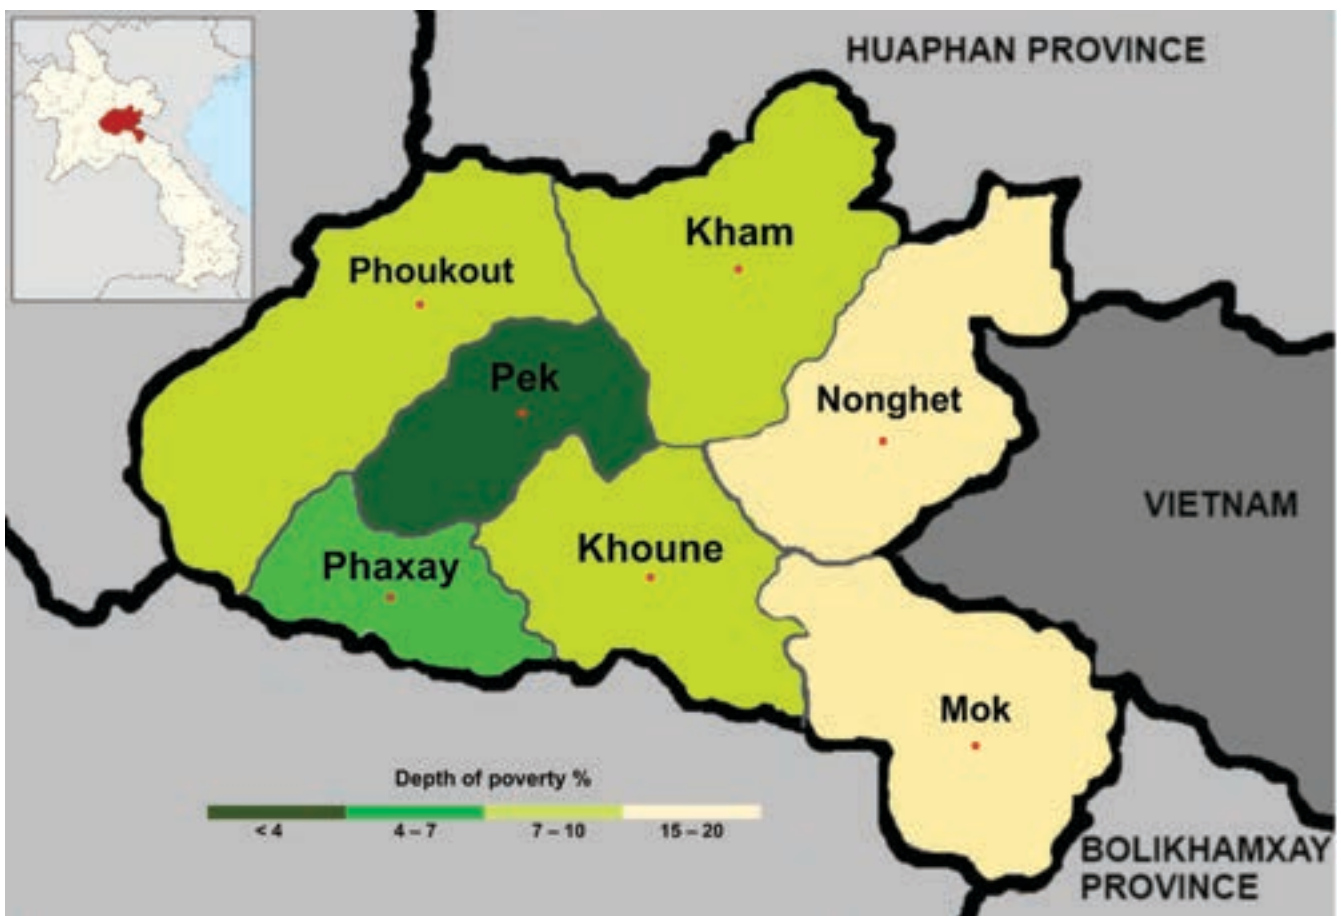 HUAPHAN PROVINCE
Kham
Phoukout
Pek
Nonghet
VIETNAM
Khoune
Phaxay
Mok
Depth of poverty %
< 4
4 – 7
7 – 10
15 – 20
BOLIKHAMXAY
PROVINCE